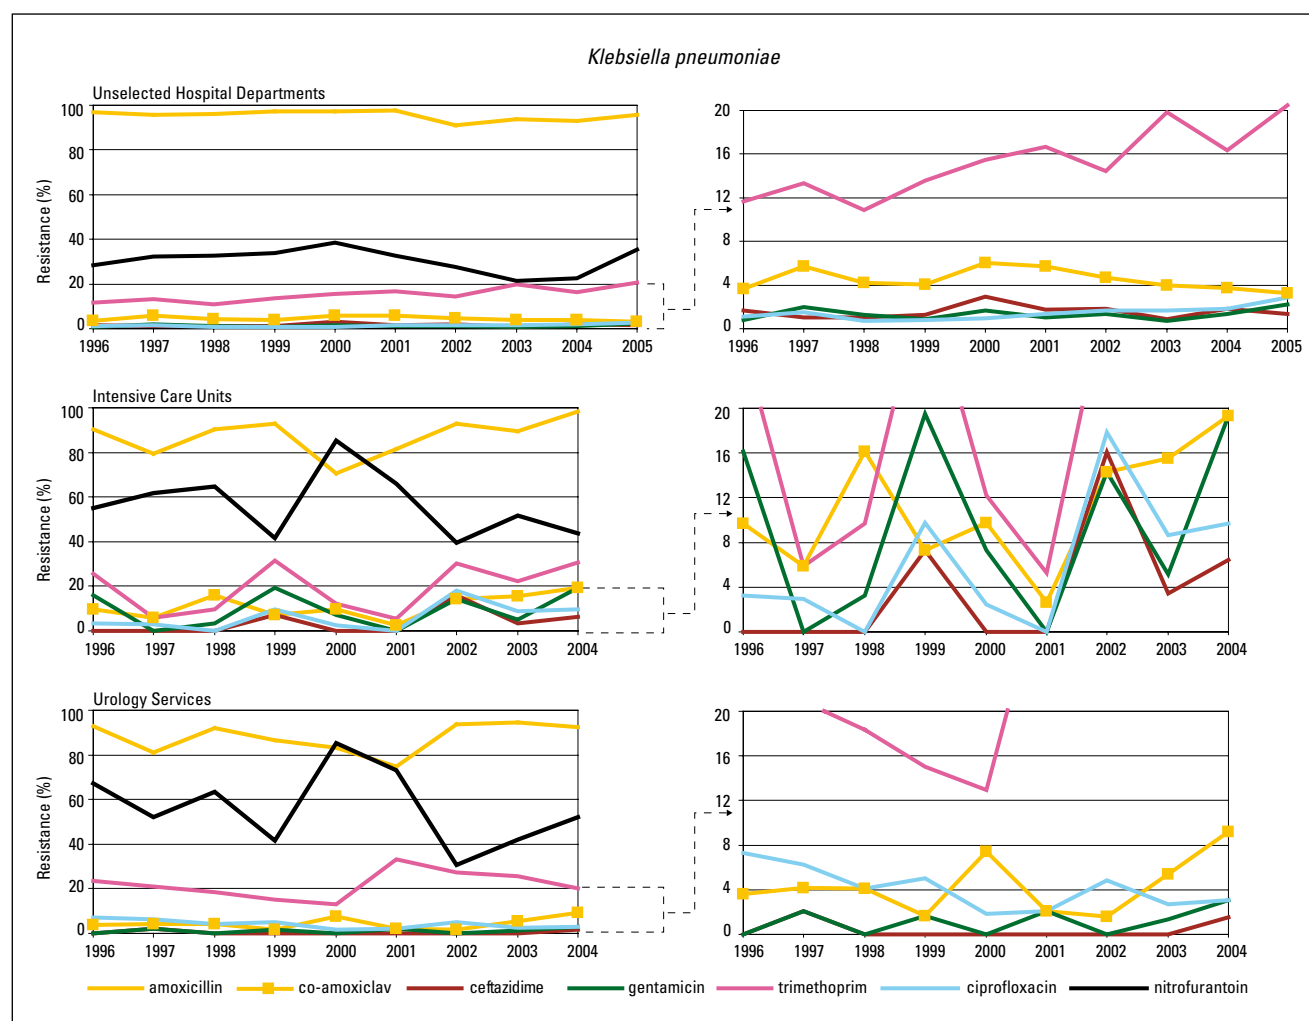 Klebsiella pneumoniae
Unselected Hospital Departments
Resistance (%)
100
80
60
40
20
0
1996 1997 1998 1999 2000 2001 2002 2003 2004 2005
20
16
12
8
4
0
1996 1997 1998 1999 2000 2001 2002 2003 2004 2005
Intensive Care Units
Resistance (%)
100
80
60
40
20
0
1996 1997 1998 1999 2000 2001 2002 2003 2004
20
16
12
8
4
0
1996 1997 1998 1999 2000 2001 2002 2003 2004
Urology Services
Resistance (%)
100
80
60
40
20
0
1996 1997 1998 1999 2000 2001 2002 2003 2004
20
16
12
8
4
0
1996 1997 1998 1999 2000 2001 2002 2003 2004
amoxicillin co-amoxiclav ceftazidime gentamicin trimethoprim ciprofloxacin nitrofurantoin